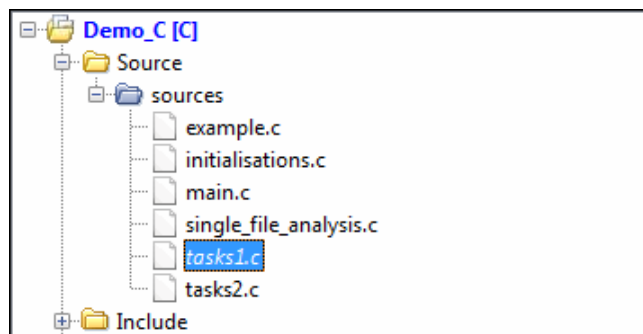 Demo_C [C]
Source
sources
example.c
initialisations.c
main.c
single_file_analysis.c
tasks1.c
tasks2.c
Include